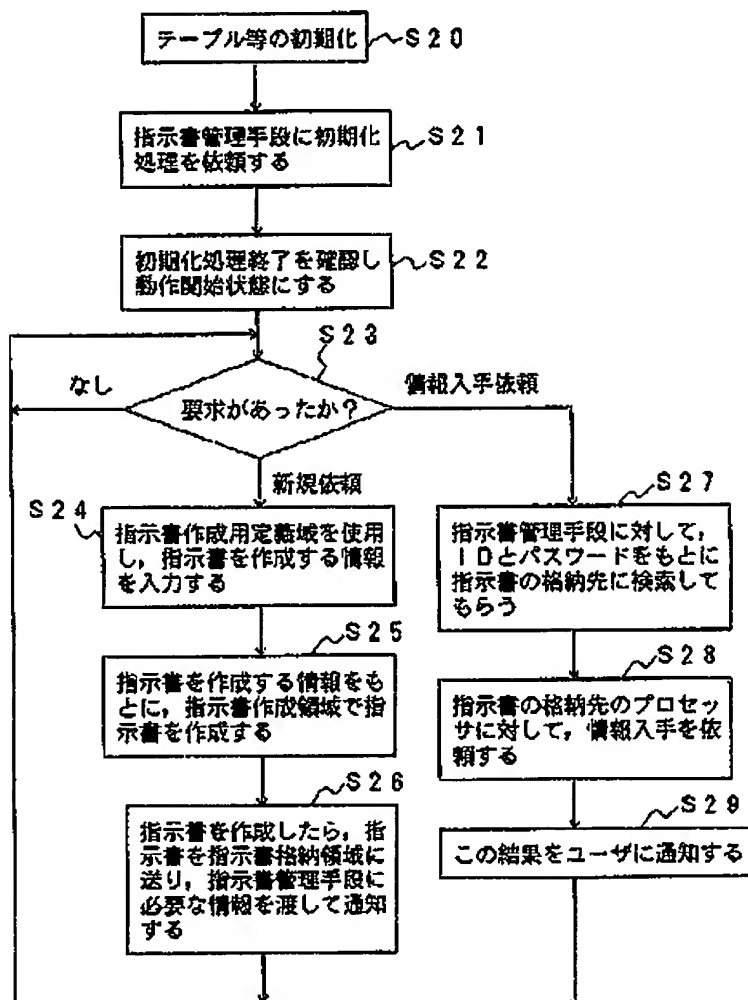 テーブル等の初期化
S20
指示書管理手段に初期化
処理を依頼する
S21
初期化処理終了を確認し
動作開始状態にする
S22
S23
なし
要求があったか？
情報入手依頼
新規依頼
S24
指示書作成用定義域を使用
し，指示書を作成する情報
を入力する
S25
指示書を作成する情報をも
とに，指示書作成領域で指
示書を作成する
S26
指示書を作成したら，指
示書を指示書格納領域に
送り，指示書管理手段に
必要な情報を渡して通知
する
S27
指示書管理手段に対して，
IDとパスワードをもとに
指示書の格納先に検索して
もらう
S28
指示書の格納先のプロセッ
サに対して，情報入手を依
頼する
S29
この結果をユーザに通知する